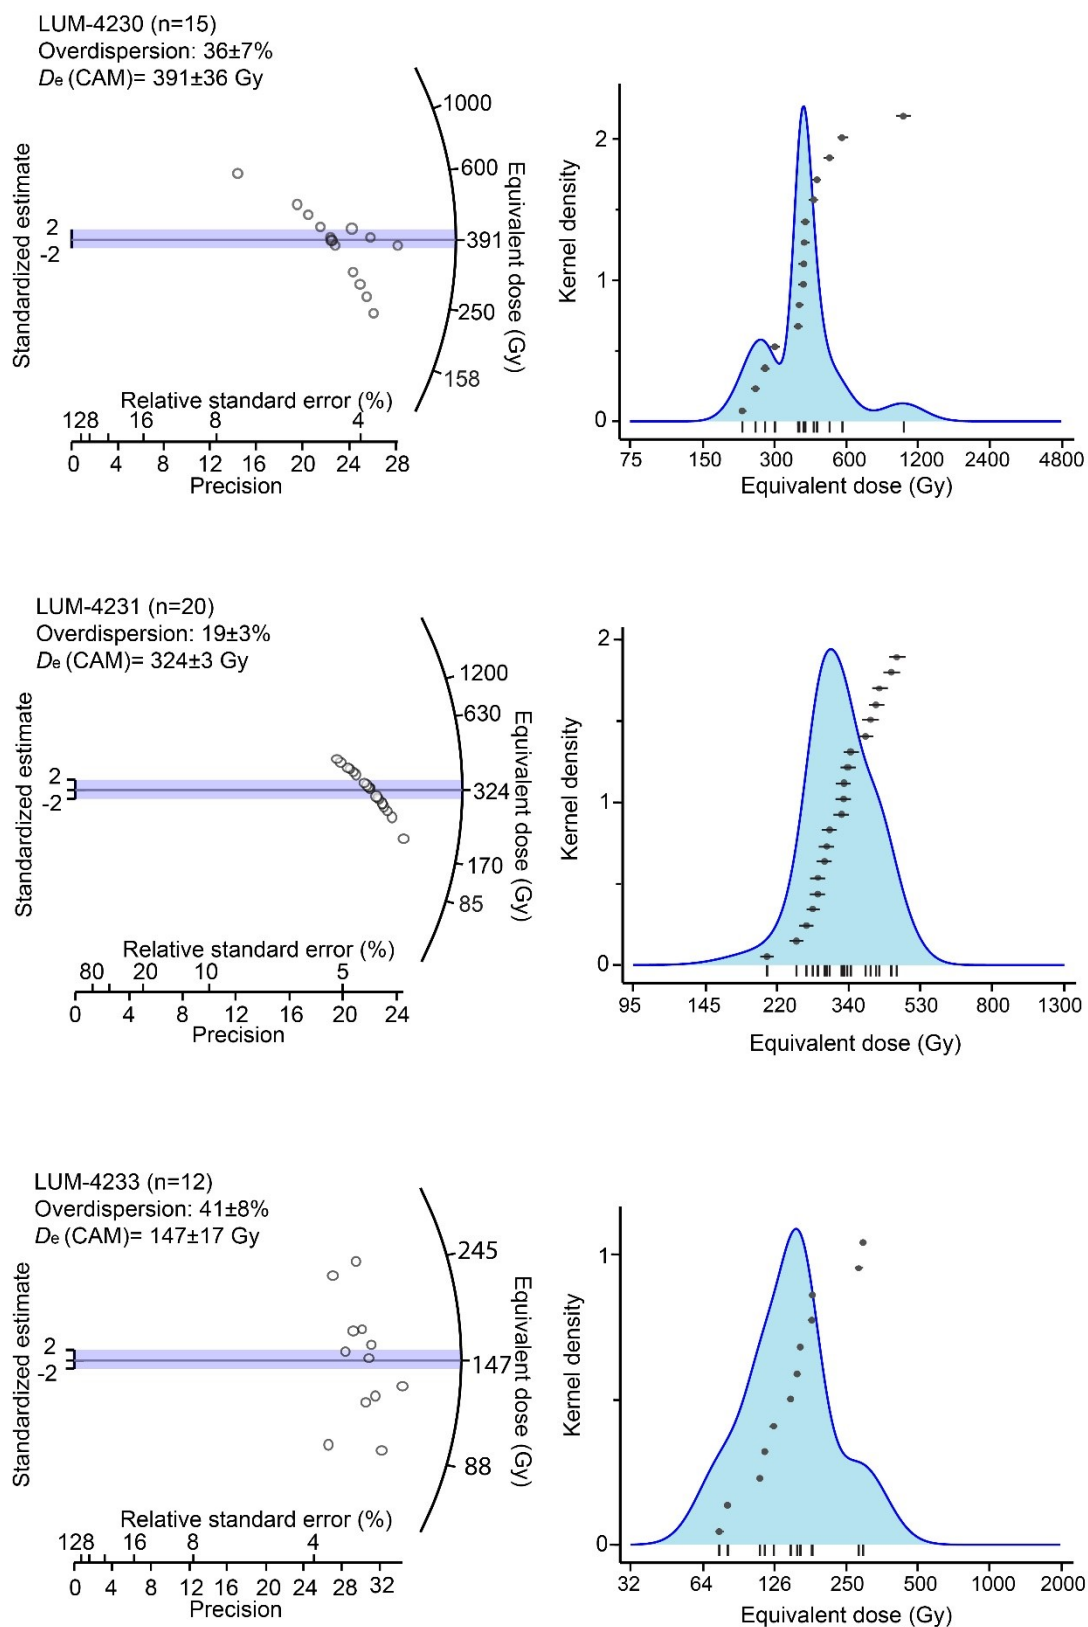 LUM-4230 (n=15)
Overdispersion: 36±7%
De (CAM)= 391±36 Gy
Standardized estimate
2
-2
1000
600
391
250
158
Equivalent dose (Gy)
Relative standard error (%)
128 16 8 4
0 4 8 12 16 20 24 28
Precision
Kernel density
2
1
0
75 150 300 600 1200 2400 4800
Equivalent dose (Gy)
LUM-4231 (n=20)
Overdispersion: 19±3%
De (CAM)= 324±3 Gy
Standardized estimate
2
-2
1200
630
324
170
85
Equivalent dose (Gy)
Relative standard error (%)
80 20 10 5
0 4 8 12 16 20 24
Precision
Kernel density
2
1
0
95 145 220 340 530 800 1300
Equivalent dose (Gy)
LUM-4233 (n=12)
Overdispersion: 41±8%
De (CAM)= 147±17 Gy
Standardized estimate
2
-2
245
147
88
Equivalent dose (Gy)
Relative standard error (%)
128 16 8 4
0 4 8 12 16 20 24 28 32
Precision
Kernel density
1
0
32 64 126 250 500 1000 2000
Equivalent dose (Gy)